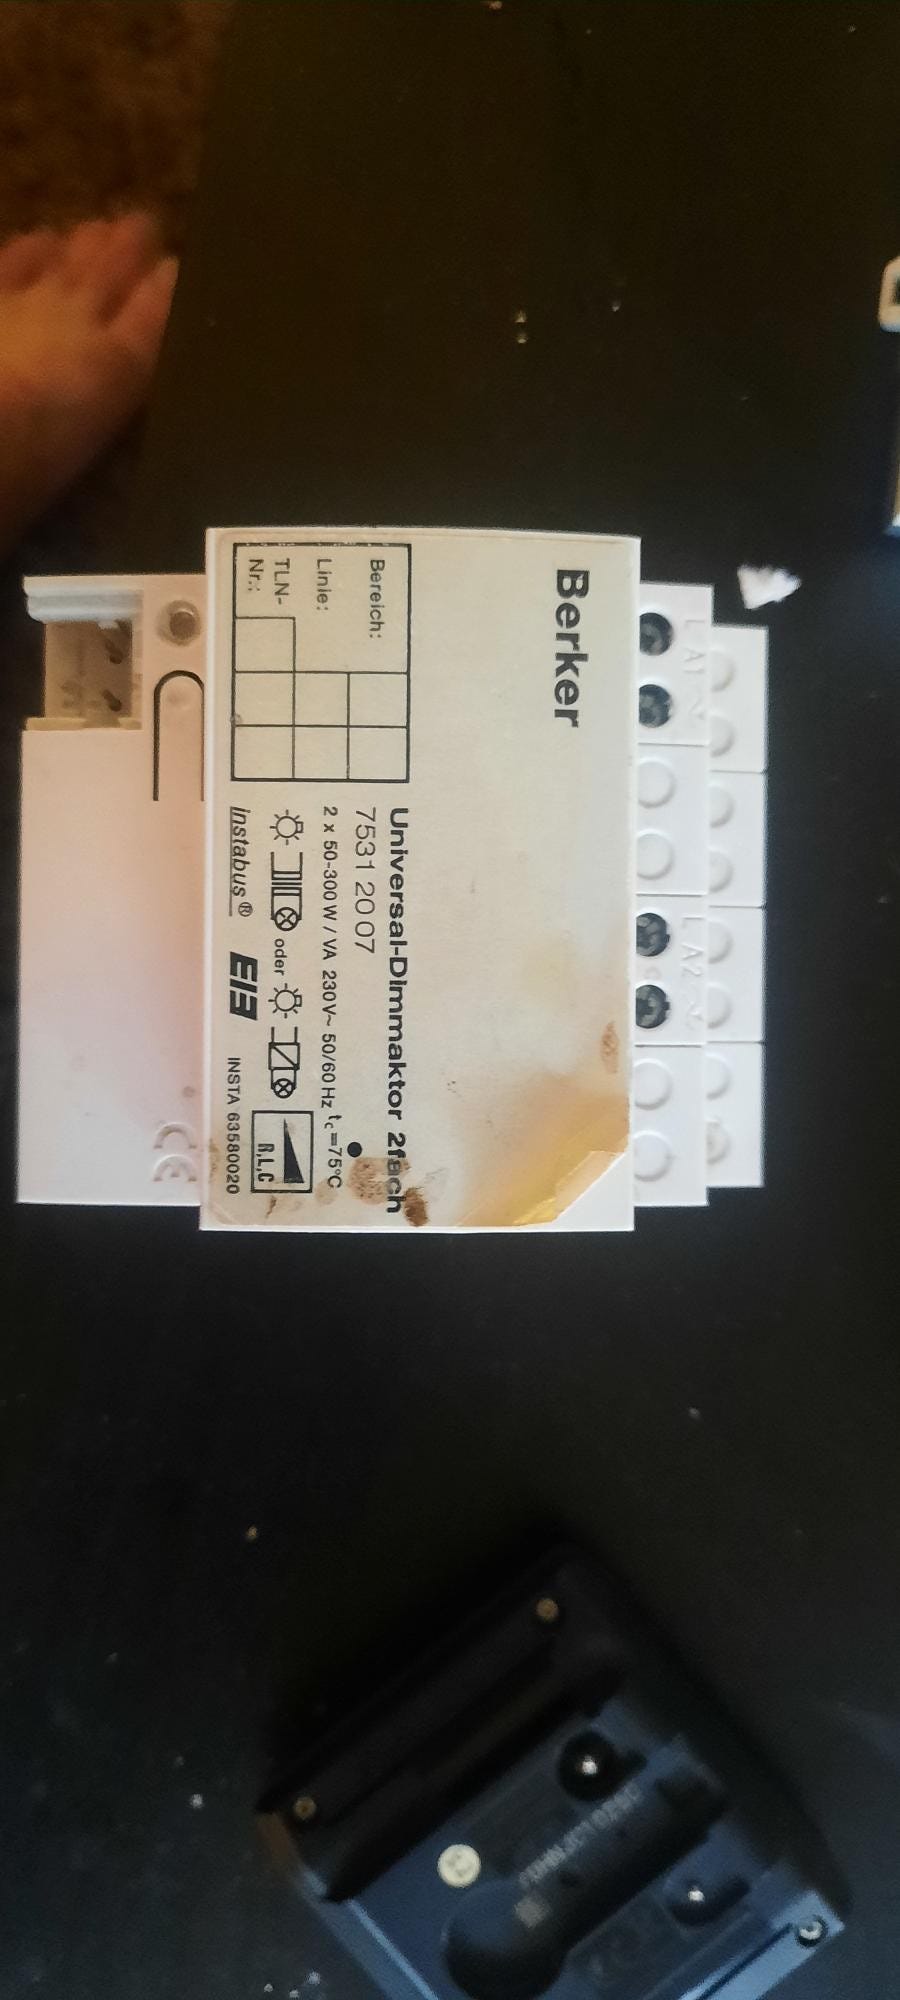 Berker
Universal-Dimmaktor 2fach
7531 20 07
2 x 50-300 W / VA 230 V~ 50/60 Hz tc=75°C
oder
R,L,C
instabus® EIB INSTA 63580020
Bereich:
Linie:
TLN-
Nr.:
L A1
L A2
CE